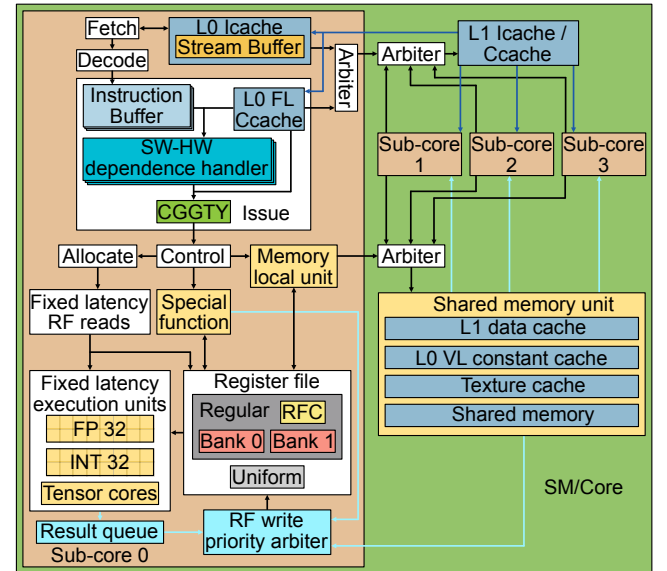 Fetch
L0 Icache
Stream Buffer
Decode
Arbiter
Arbiter
L1 Icache /
Ccache
Instruction
Buffer
L0 FL
Ccache
SW-HW
dependence handler
CGGTY
Issue
Sub-core
1
Sub-core
2
Sub-core
3
Allocate
Control
Memory
local unit
Arbiter
Fixed latency
RF reads
Special
function
Shared memory unit
L1 data cache
L0 VL constant cache
Texture cache
Shared memory
Fixed latency
execution units
FP 32
INT 32
Tensor cores
Register file
Regular
RFC
Bank 0
Bank 1
Uniform
SM/Core
Result queue
RF write
priority arbiter
Sub-core 0